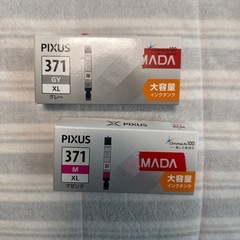 PIXUS
371
GY
XL
グレー
MADA
大容量
インクタンク
PIXUS
PIXUS
371
M
XL
マゼンタ
MADA
ChromaLife100
大容量
インクタンク